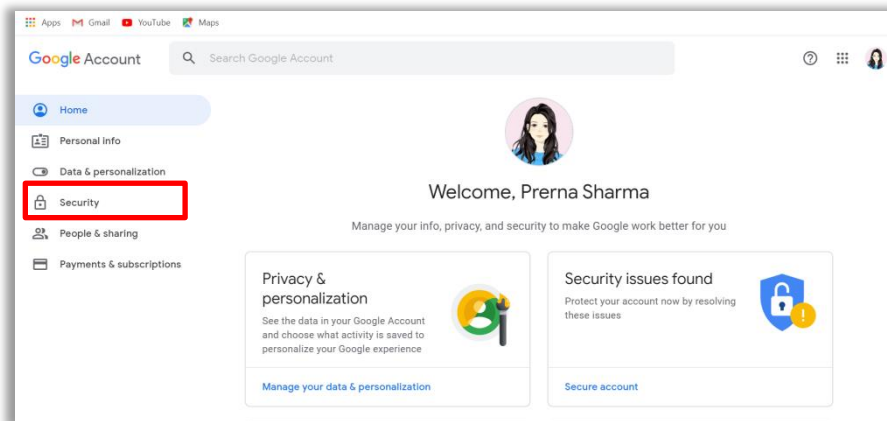 Apps Gmail YouTube Maps
Google Account Search Google Account
Home
Personal info
Data & personalization
Security
People & sharing
Payments & subscriptions
Welcome, Prerna Sharma
Manage your info, privacy, and security to make Google work better for you
Privacy &
personalization
See the data in your Google Account
and choose what activity is saved to
personalize your Google experience
Manage your data & personalization
Security issues found
Protect your account now by resolving
these issues
Secure account